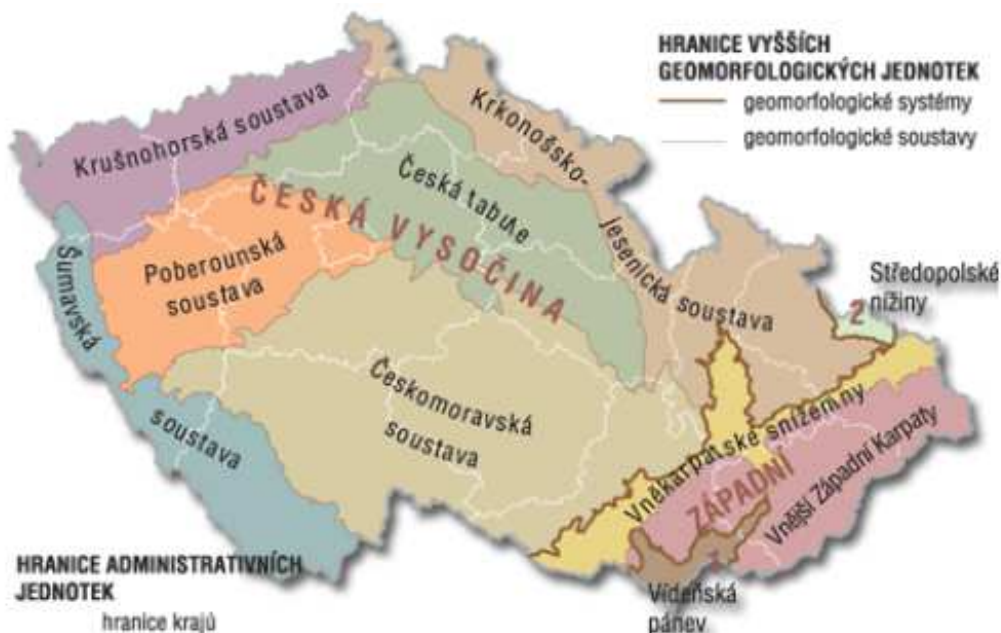 HRANICE VYŠŠÍCH
GEOMORFOLOGICKÝCH JEDNOTEK
geomorfologické systémy
geomorfologické soustavy
Krušnohorská soustava
Krkonošsko-
jesenická soustava
Česká tabule
ČESKÁ VYSOČINA
Poberounská
soustava
Šumavská
soustava
Českomoravská
soustava
Středopolské
nížiny
2
Vněkarpatské sníženiny
ZÁPADNÍ
Vnější Západní Karpaty
Vídeňská
pánev
HRANICE ADMINISTRATIVNÍCH
JEDNOTEK
hranice krajů